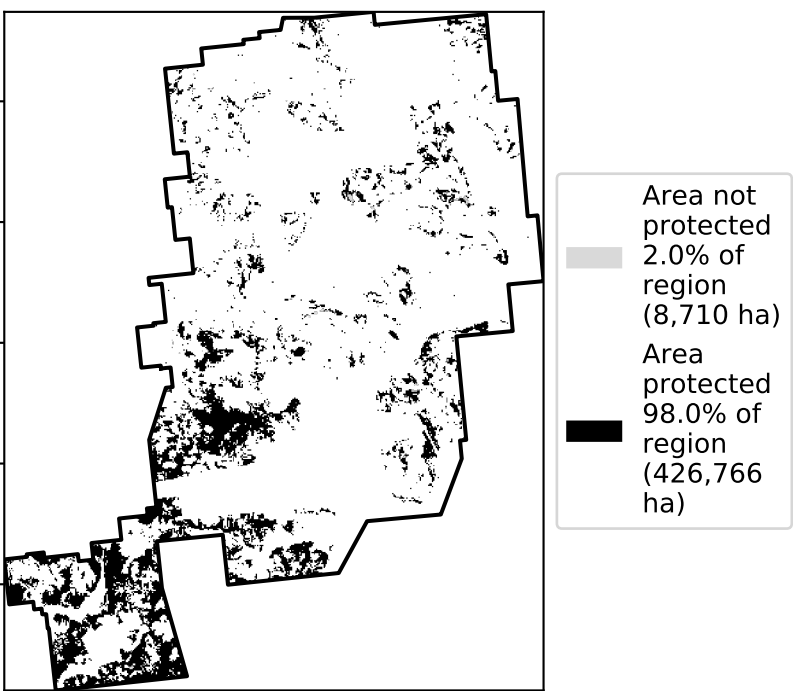 Area not
protected
2.0% of
region
(8,710 ha)
Area
protected
98.0% of
region
(426,766
ha)